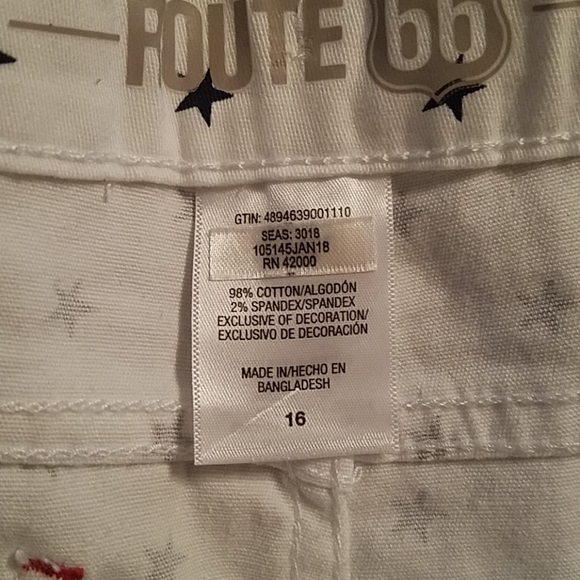 ROUTE 66
GTIN: 4894639001110
SEAS: 3018
105145JAN18
RN 42000
98% COTTON/ALGODÓN
2% SPANDEX/SPANDEX
EXCLUSIVE OF DECORATION/
EXCLUSIVO DE DECORACIÓN
MADE IN/HECHO EN
BANGLADESH
16